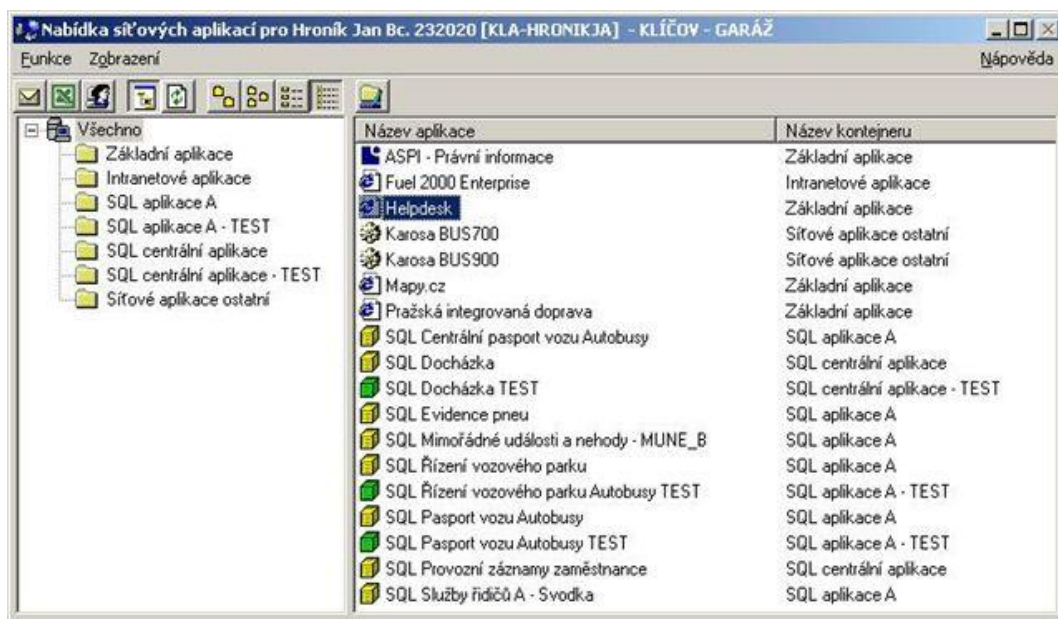 Nabídka síťových aplikací pro Hroník Jan Bc. 232020 [KLA-HRONIKJA] - KLÍČOV - GARÁŽ
Funkce Zobrazení Nápověda
Všechno
Základní aplikace
Intranetové aplikace
SQL aplikace A
SQL aplikace A - TEST
SQL centrální aplikace
SQL centrální aplikace - TEST
Síťové aplikace ostatní
Název aplikace Název kontejneru
ASPI - Právní informace Základní aplikace
Fuel 2000 Enterprise Intranetové aplikace
Helpdesk Základní aplikace
Karosa BUS700 Síťové aplikace ostatní
Karosa BUS900 Síťové aplikace ostatní
Mapy.cz Základní aplikace
Pražská integrovaná doprava Základní aplikace
SQL Centrální pasport vozu Autobusy SQL aplikace A
SQL Docházka SQL centrální aplikace
SQL Docházka TEST SQL centrální aplikace - TEST
SQL Evidence pneu SQL aplikace A
SQL Mimořádné události a nehody - MUNE_B SQL aplikace A
SQL Řízení vozového parku SQL aplikace A
SQL Řízení vozového parku Autobusy TEST SQL aplikace A - TEST
SQL Pasport vozu Autobusy SQL aplikace A
SQL Pasport vozu Autobusy TEST SQL aplikace A - TEST
SQL Provozní záznamy zaměstnance SQL centrální aplikace
SQL Služby řidičů A - Svodka SQL aplikace A